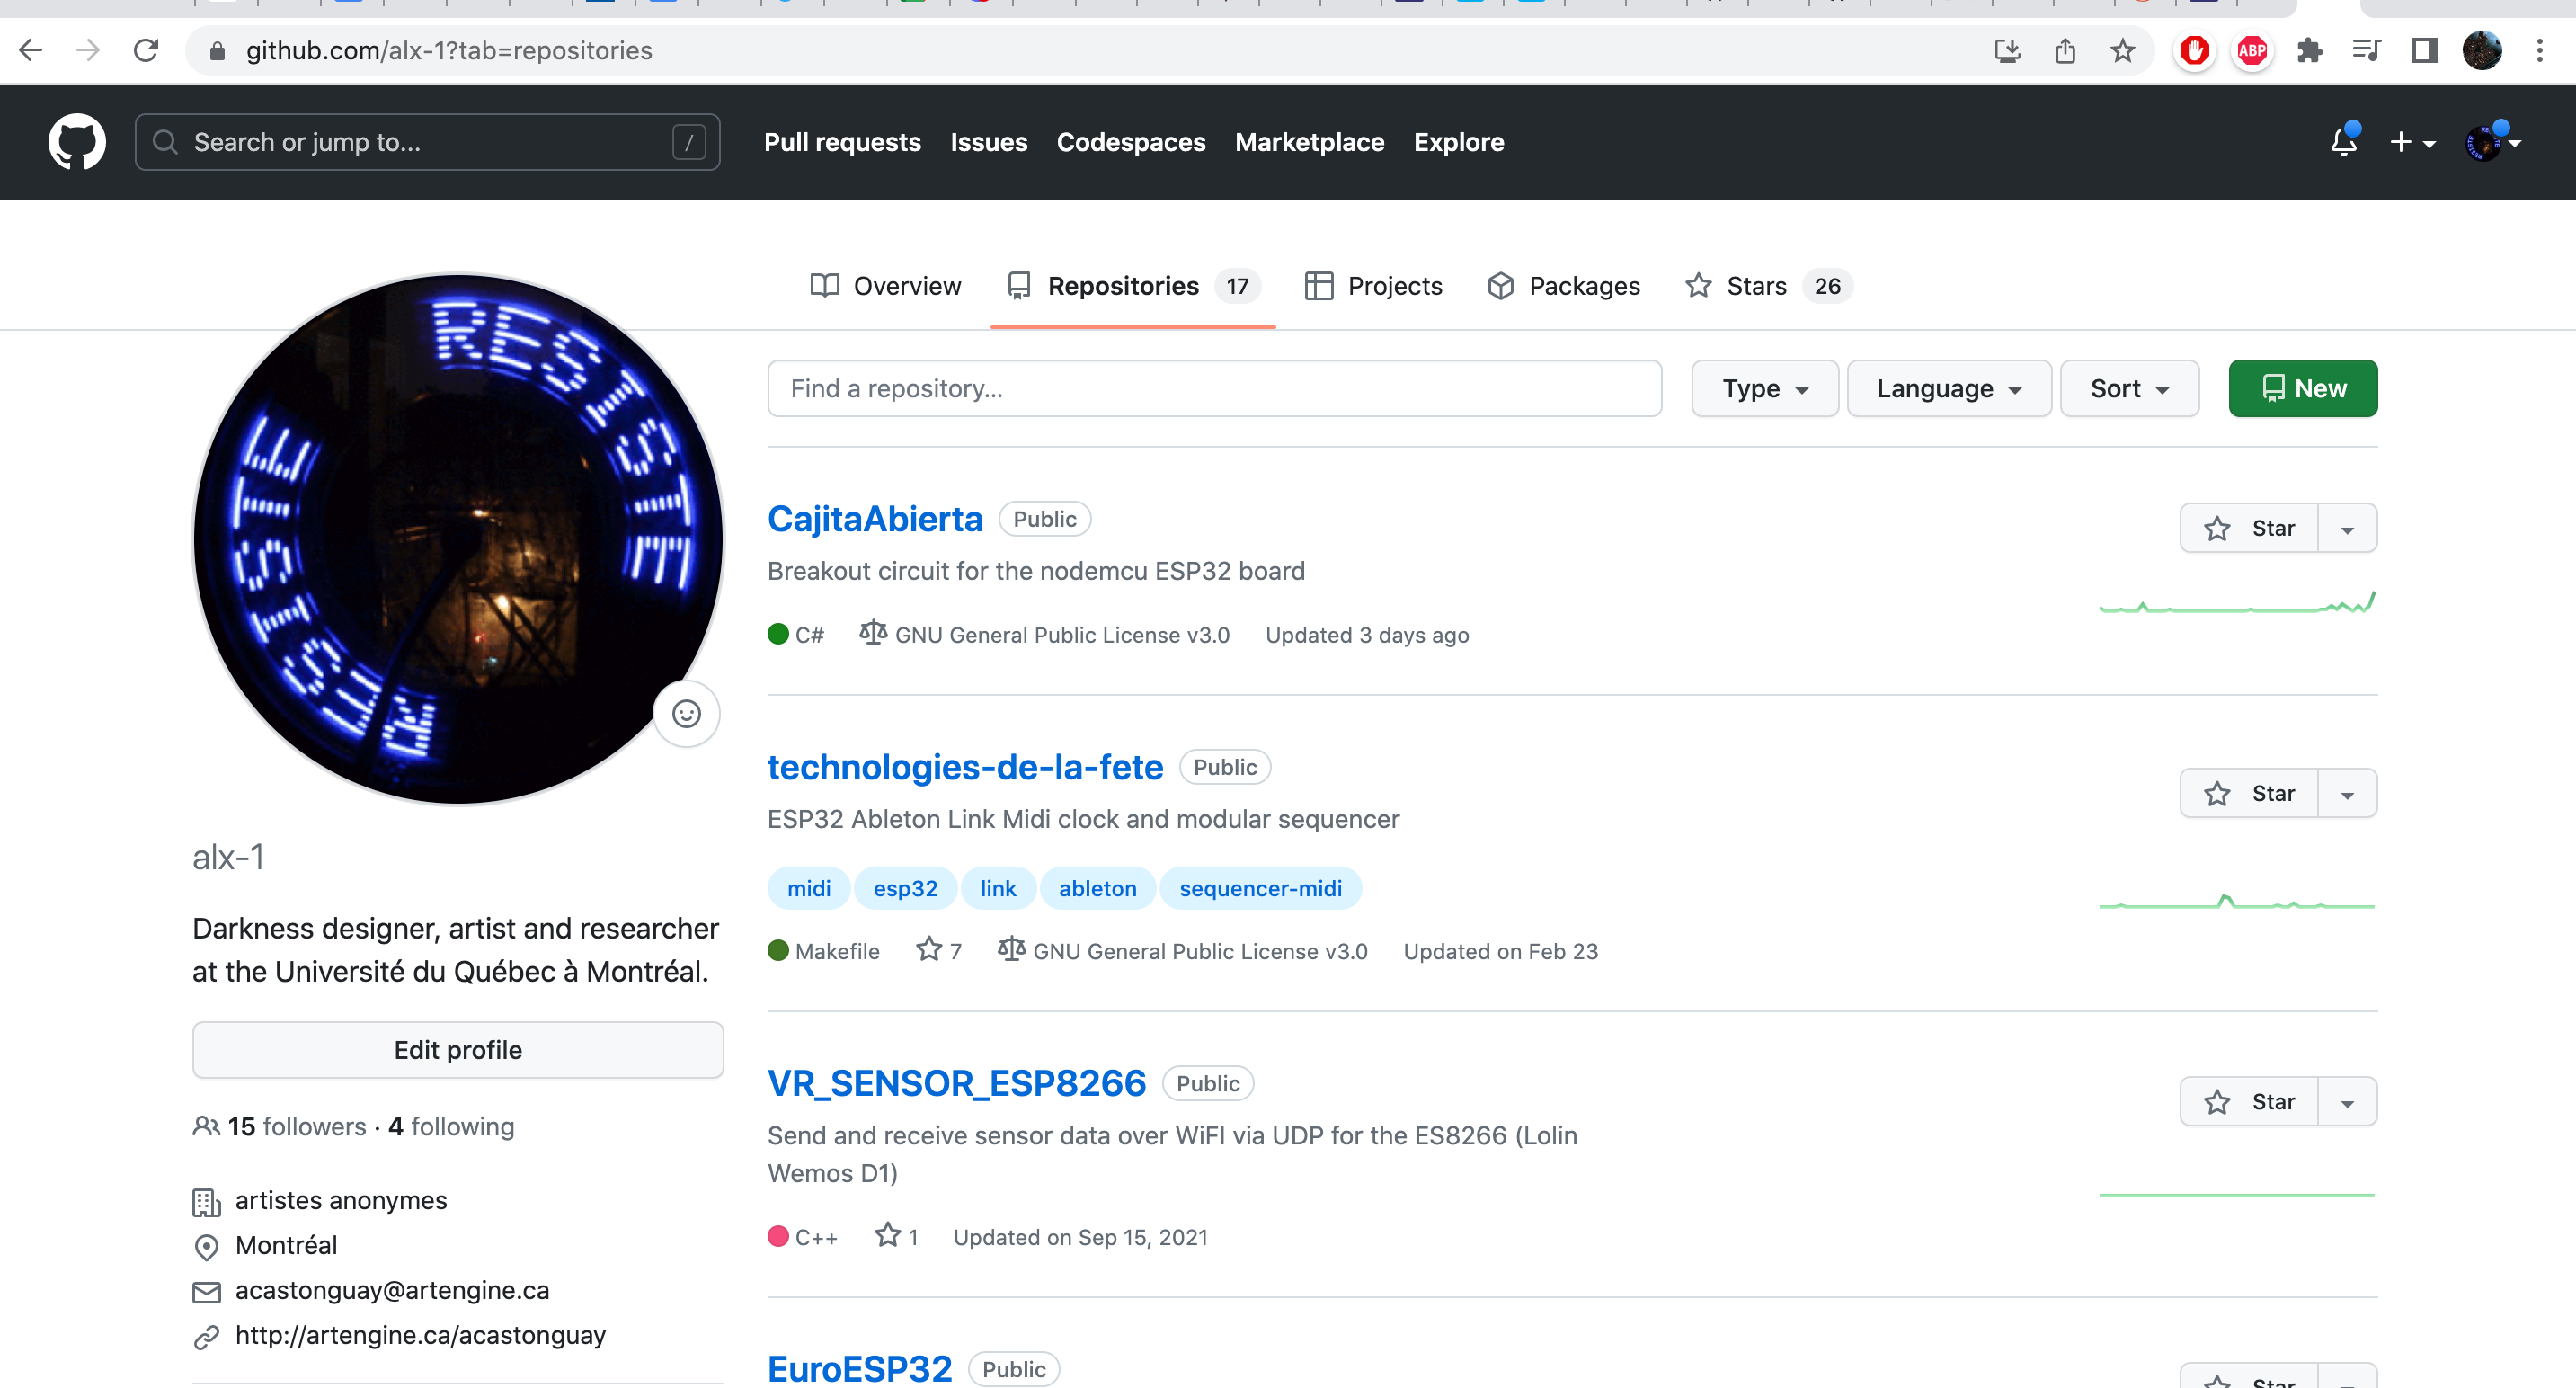 github.com/alx-1?tab=repositories
ABP
Search or jump to...
/
Pull requests Issues Codespaces Marketplace Explore
Overview Repositories 17 Projects Packages Stars 26
RESISTE
RESISTE
alx-1
Darkness designer, artist and researcher
at the Université du Québec à Montréal.
Edit profile
15 followers · 4 following
artistes anonymes
Montréal
acastonguay@artengine.ca
http://artengine.ca/acastonguay
Find a repository... Type Language Sort New
CajitaAbierta Public
Star
Breakout circuit for the nodemcu ESP32 board
C# GNU General Public License v3.0 Updated 3 days ago
technologies-de-la-fete Public
Star
ESP32 Ableton Link Midi clock and modular sequencer
midi esp32 link ableton sequencer-midi
Makefile 7 GNU General Public License v3.0 Updated on Feb 23
VR_SENSOR_ESP8266 Public
Star
Send and receive sensor data over WiFI via UDP for the ES8266 (Lolin
Wemos D1)
C++ 1 Updated on Sep 15, 2021
EuroESP32 Public
Star